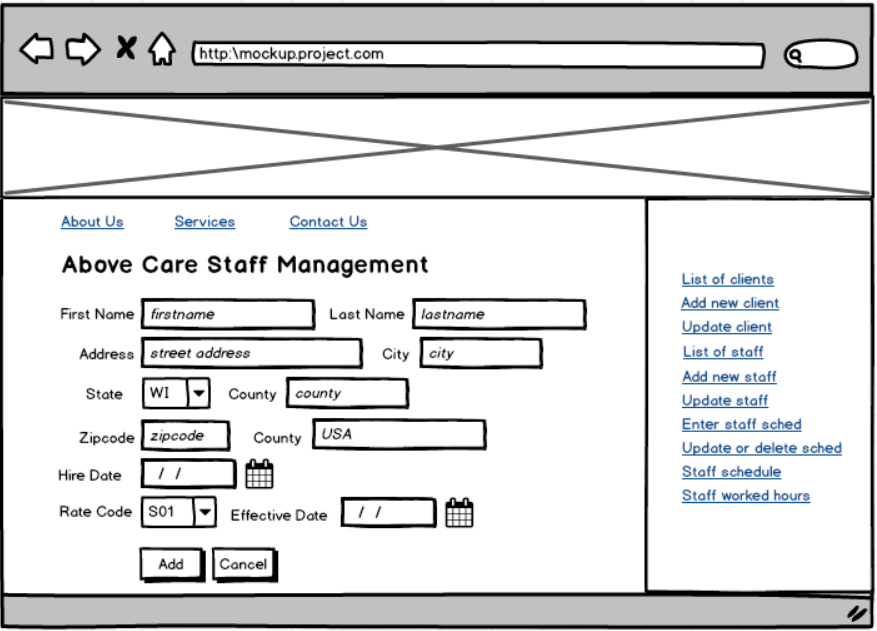 http:\mockup.project.com
About Us Services Contact Us
Above Care Staff Management
First Name firstname Last Name lastname
Address street address City city
State WI County county
Zipcode zipcode County USA
Hire Date / /
Rate Code S01 Effective Date / /
Add Cancel
List of clients
Add new client
Update client
List of staff
Add new staff
Update staff
Enter staff sched
Update or delete sched
Staff schedule
Staff worked hours